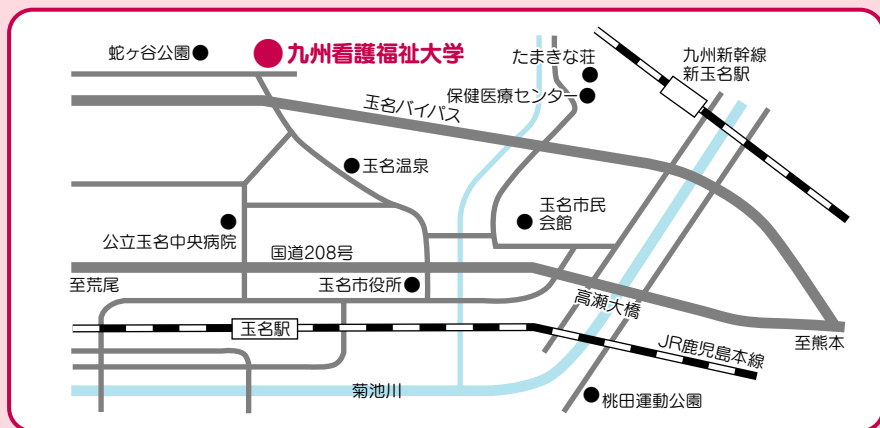 蛇ヶ谷公園
九州看護福祉大学
たまきな荘
保健医療センター
九州新幹線
新玉名駅
玉名バイパス
玉名温泉
玉名市民
会館
公立玉名中央病院
国道208号
至荒尾
玉名市役所
高瀬大橋
玉名駅
至熊本
JR鹿児島本線
菊池川
桃田運動公園